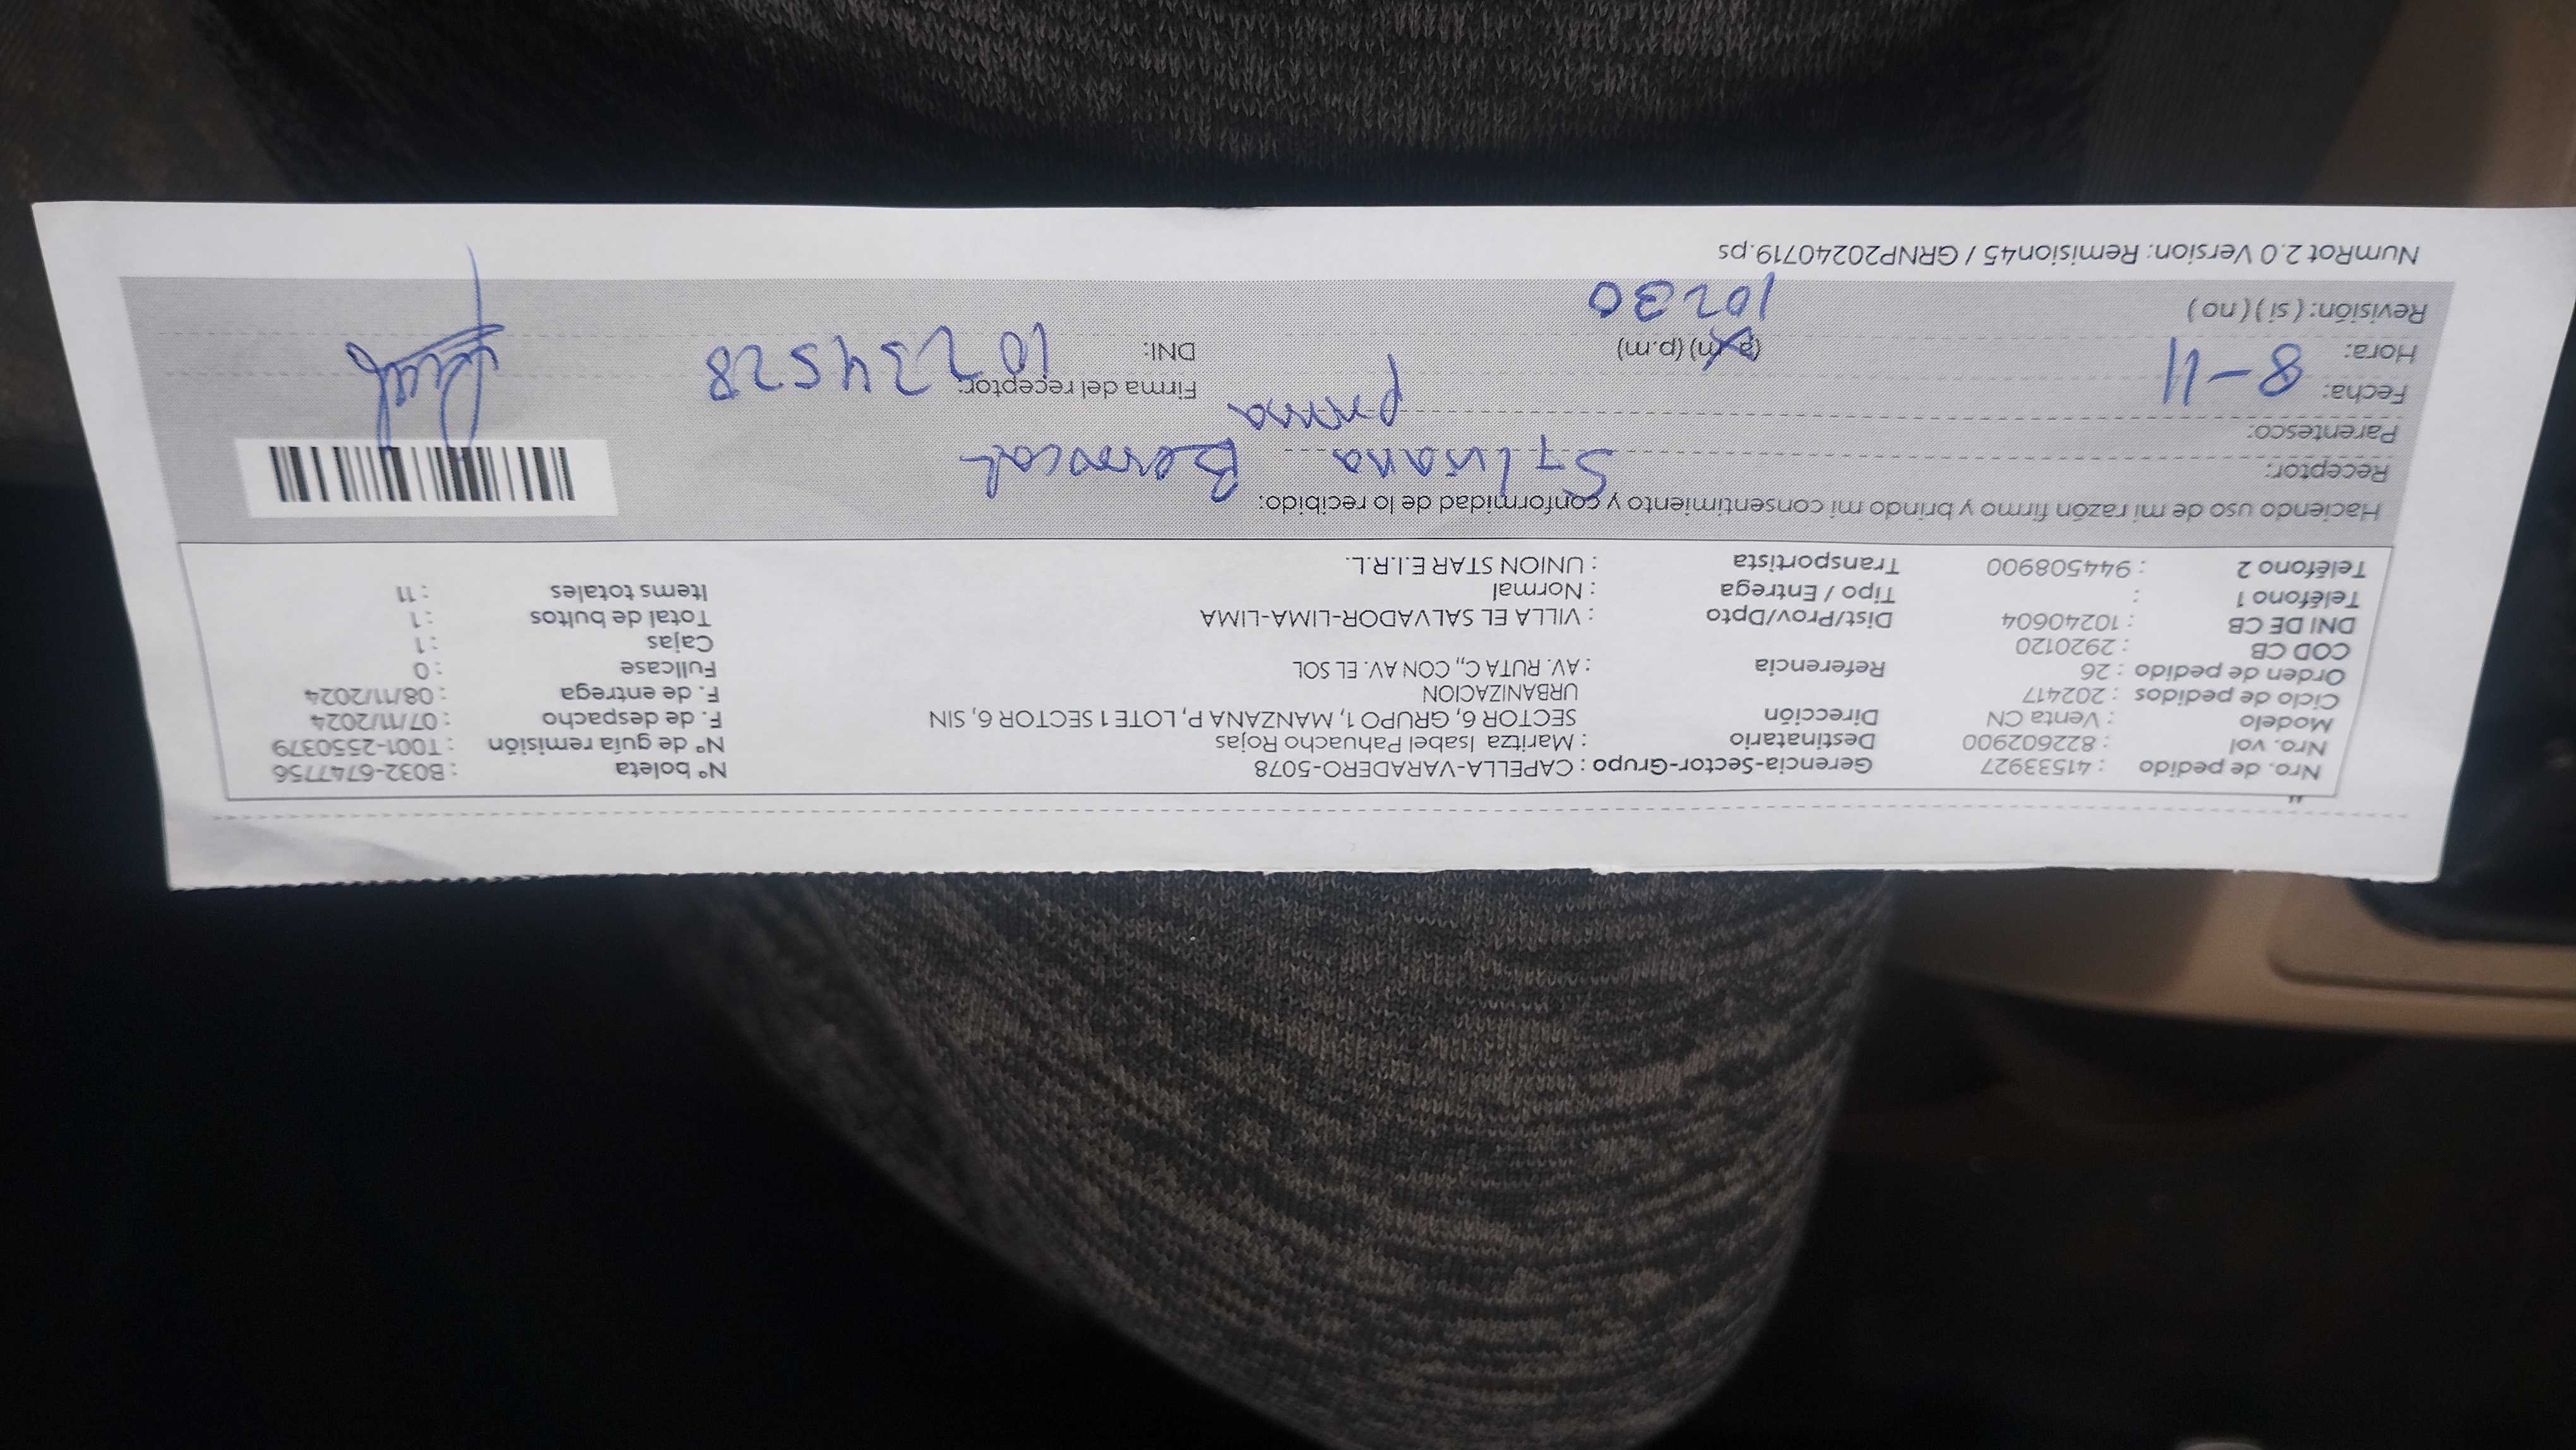 Nro. de pedido : 41533927 Gerencia-Sector-Grupo : CAPELLA-VARADERO-5078 N° boleta : B032-6747756
Nro. vol : 822602900 Destinatario : Maritza Isabel Pahuacho Rojas N° de guía remisión : T001-2550379
Modelo : Venta CN Dirección SECTOR 6, GRUPO 1, MANZANA P, LOTE 1 SECTOR 6, SIN F. de despacho : 07/11/2024
Ciclo de pedidos : 202417 URBANIZACION F. de entrega : 08/11/2024
Orden de pedido : 26 Referencia : AV. RUTA C,, CON AV. EL SOL Fullcase : 0
COD CB : 2920120 Cajas : 1
DNI DE CB : 10240604 Dist/Prov/Dpto : VILLA EL SALVADOR-LIMA-LIMA Total de bultos : 1
Teléfono 1 : Tipo / Entrega : Normal Items totales : 11
Teléfono 2 : 944508900 Transportista : UNION STAR E.I.R.L.
Haciendo uso de mi razón firmo y brindo mi consentimiento y conformidad de lo recibido:
Receptor:
Parentesco:
Fecha: 8-11 Firma del receptor:
Hora: (a.m) (p.m) DNI: 10234528
Revisión: ( si ) ( no ) 10230
NumRot 2.0 Version: Remision45 / GRNP20240719.ps